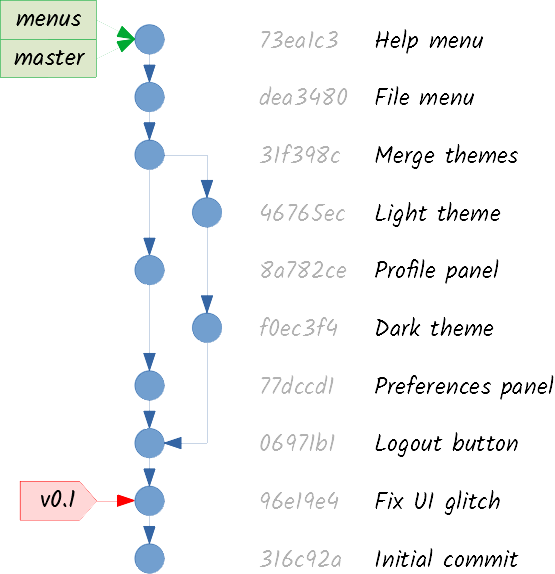 menus
master
73ea1c3 Help menu
dea3480 File menu
31f398c Merge themes
46765ec Light theme
8a782ce Profile panel
f0ec3f4 Dark theme
77dccd1 Preferences panel
06971b1 Logout button
v0.1
96e19e4 Fix UI glitch
316c92a Initial commit